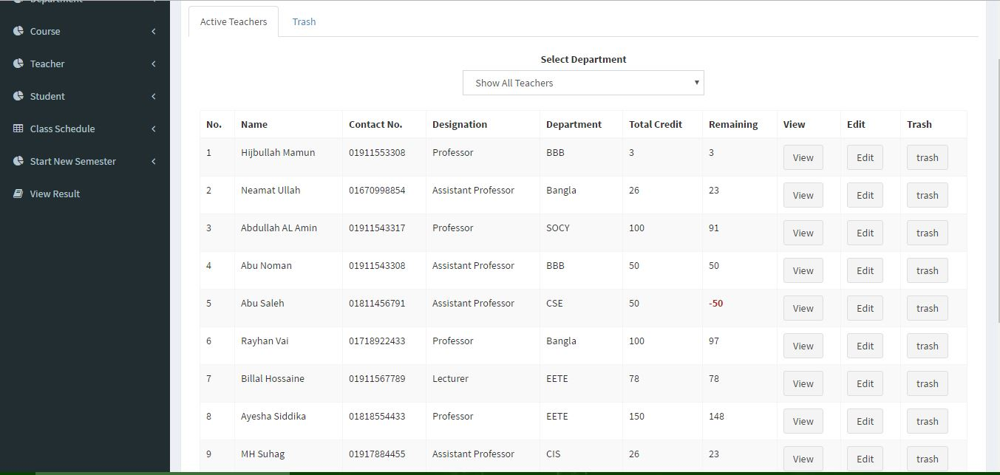 Department
Course
Teacher
Student
Class Schedule
Start New Semester
View Result
Active Teachers Trash
Select Department
Show All Teachers
No. Name Contact No. Designation Department Total Credit Remaining View Edit Trash
1 Hijbullah Mamun 01911553308 Professor BBB 3 3 View Edit trash
2 Neamat Ullah 01670998854 Assistant Professor Bangla 26 23 View Edit trash
3 Abdullah AL Amin 01911543317 Professor SOCY 100 91 View Edit trash
4 Abu Noman 01911543308 Assistant Professor BBB 50 50 View Edit trash
5 Abu Saleh 01811456791 Assistant Professor CSE 50 -50 View Edit trash
6 Rayhan Vai 01718922433 Professor Bangla 100 97 View Edit trash
7 Billal Hossaine 01911567789 Lecturer EETE 78 78 View Edit trash
8 Ayesha Siddika 01818554433 Professor EETE 150 148 View Edit trash
9 MH Suhag 01917884455 Assistant Professor CIS 26 23 View Edit trash